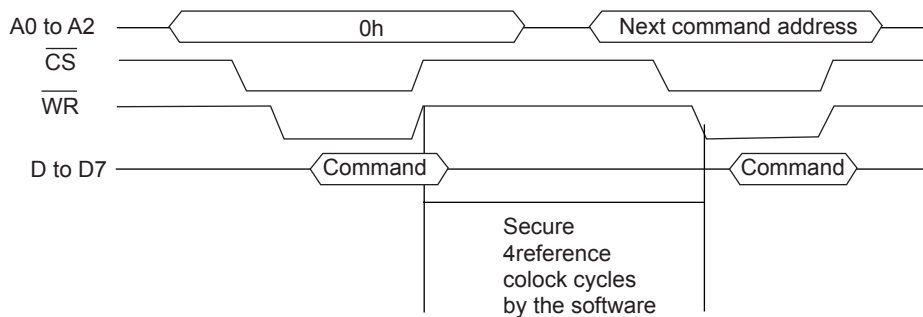 A0 to A2
0h
Next command address
CS
WR
D to D7
Command
Command
Secure
4reference
colock cycles
by the software